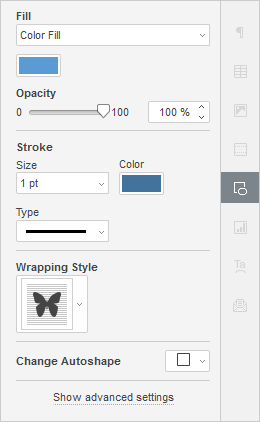 Fill
Color Fill
Opacity
0 100 100 %
Stroke
Size Color
1 pt
Type
Wrapping Style
Change Autoshape
Show advanced settings
¶
Ta